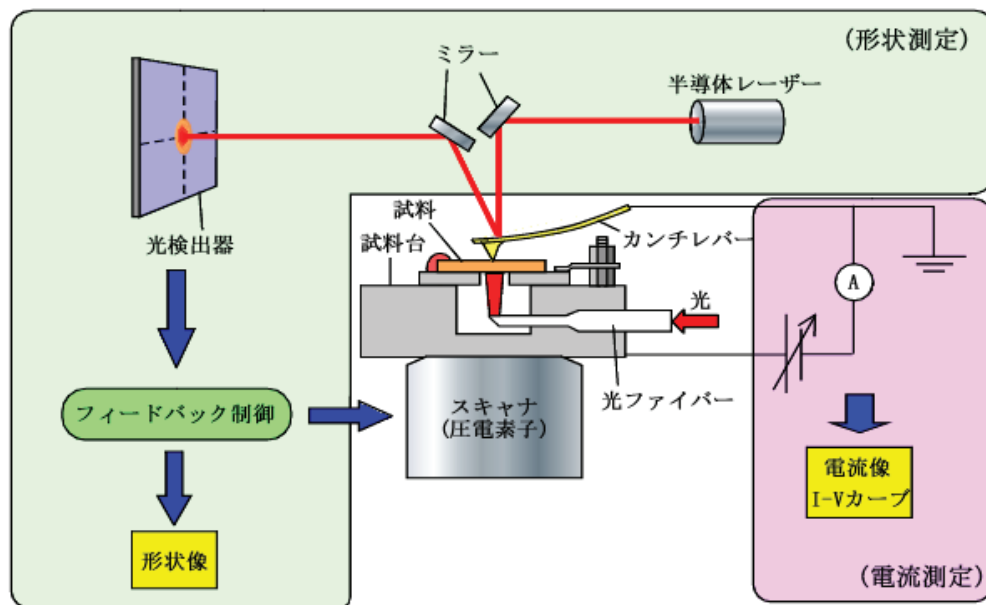 (形状測定)
ミラー
半導体レーザー
光検出器
試料
試料台
カンチレバー
A
光
光ファイバー
フィードバック制御
スキャナ
(圧電素子)
電流像
I-Vカーブ
形状像
(電流測定)